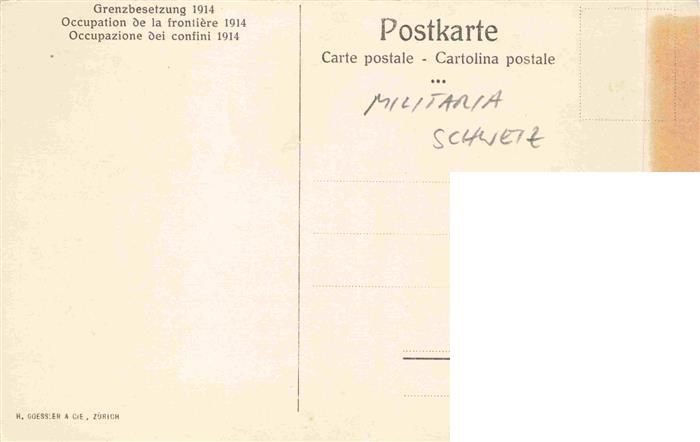 Grenzbesetzung 1914
Occupation de la frontière 1914
Occupazione dei confini 1914
Postkarte
Carte postale - Cartolina postale
MILITARIA
SCHWEIZ
H. GOESSLER & CIE., ZÜRICH